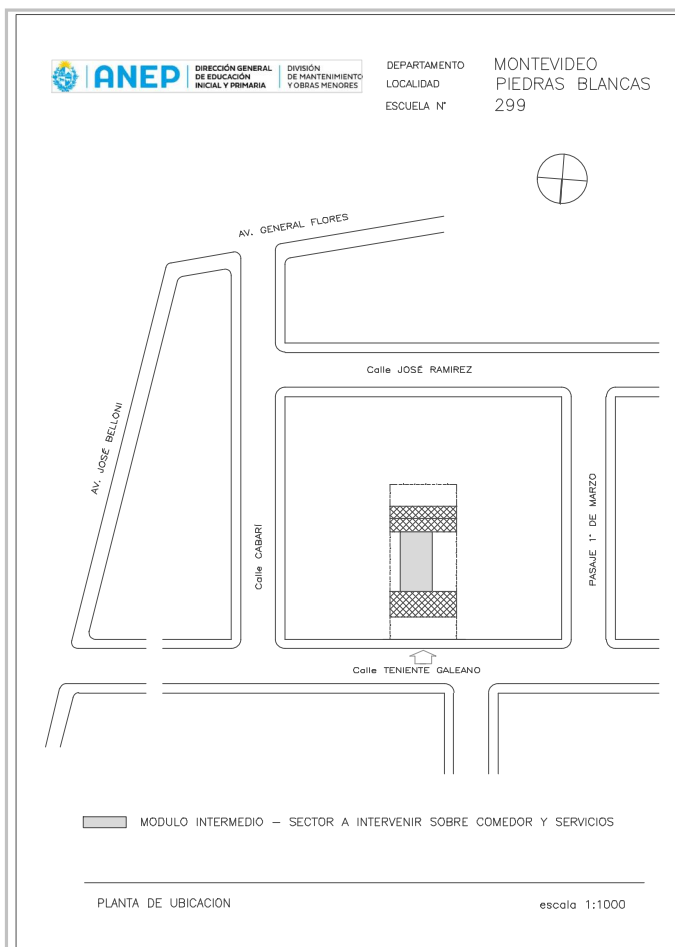 ANEP
DIRECCIÓN GENERAL
DE EDUCACIÓN
INICIAL Y PRIMARIA
DIVISIÓN
DE MANTENIMIENTO
Y OBRAS MENORES
DEPARTAMENTO MONTEVIDEO
LOCALIDAD PIEDRAS BLANCAS
ESCUELA N° 299
AV. GENERAL FLORES
Calle JOSÉ RAMIREZ
AV. JOSÉ BELLONI
Calle CABARÍ
PASAJE 1° DE MARZO
Calle TENIENTE GALEANO
MODULO INTERMEDIO – SECTOR A INTERVENIR SOBRE COMEDOR Y SERVICIOS
PLANTA DE UBICACION escala 1:1000